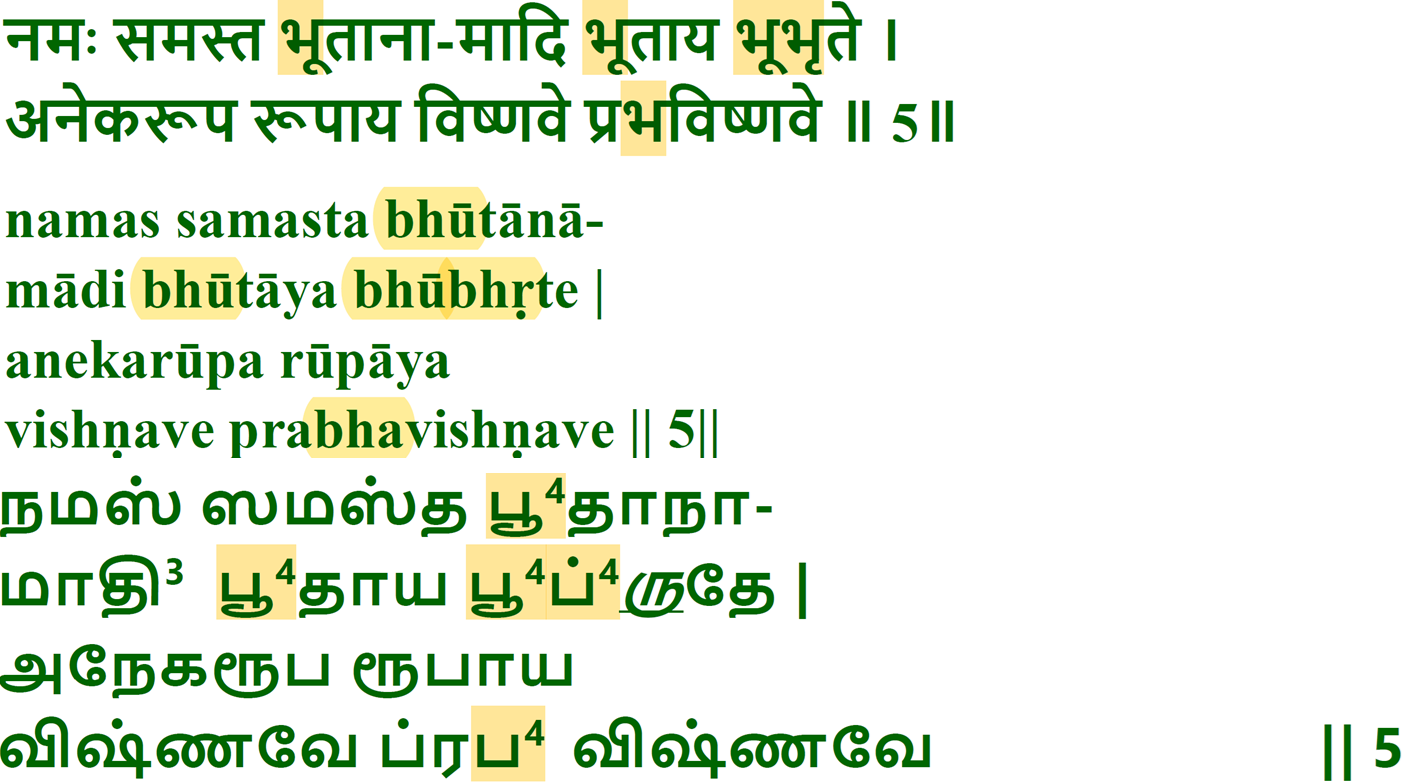 नमः समस्त भूताना-मादि भूताय भूभृते ।
अनेकरूप रूपाय विष्णवे प्रभविष्णवे ॥ 5॥
namas samasta bhūtānā-
mādi bhūtāya bhūbhṛte |
anekarūpa rūpāya
vishṇave prabhavishṇave || 5||
நமஸ் ஸமஸ்த பூ⁴தாநா-
மாதி³ பூ⁴தாய பூ⁴ப்⁴ருதே |
அநேகரூப ரூபாய
விஷ்ணவே ப்ரப⁴ விஷ்ணவே || 5